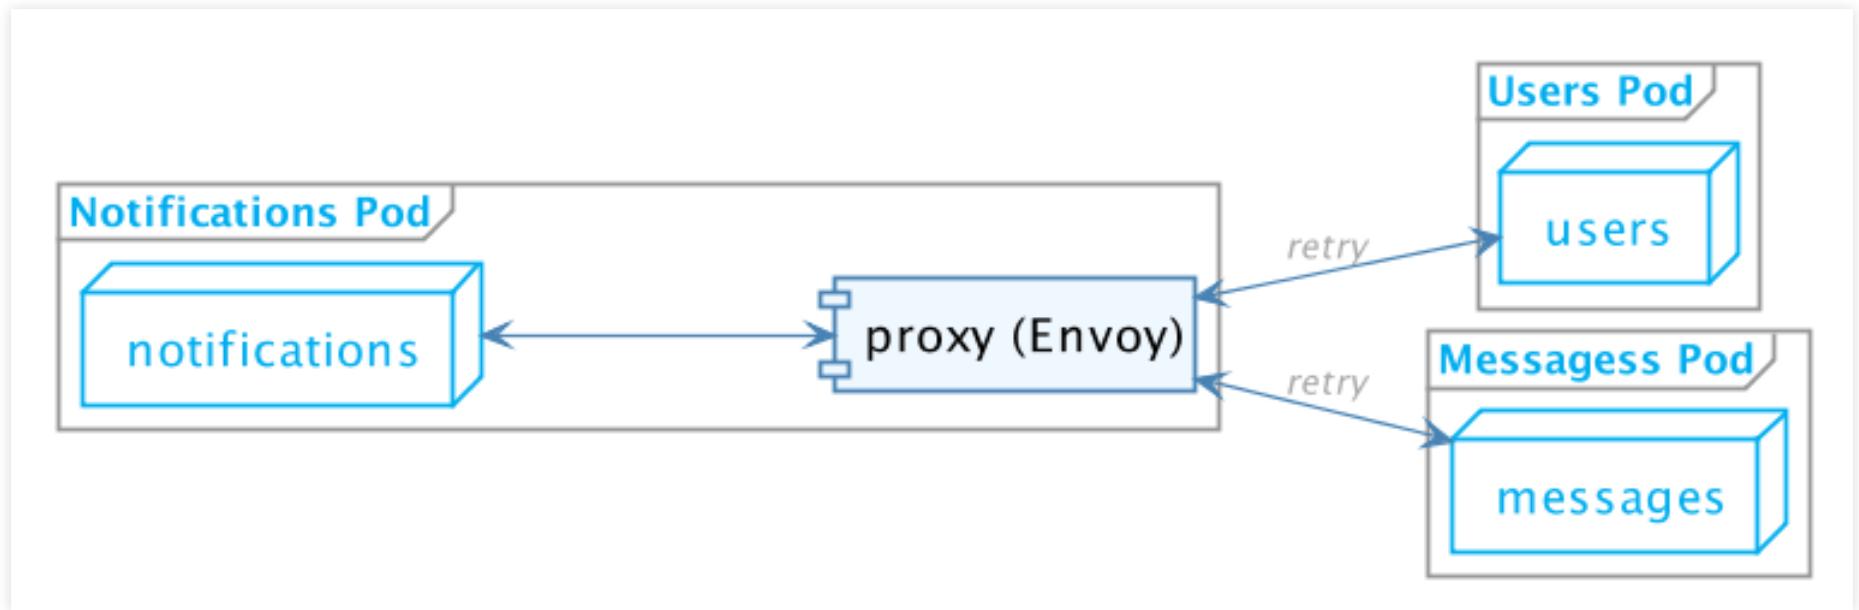 Users Pod
users
Notifications Pod
notifications
proxy (Envoy)
retry
retry
Messagess Pod
messages